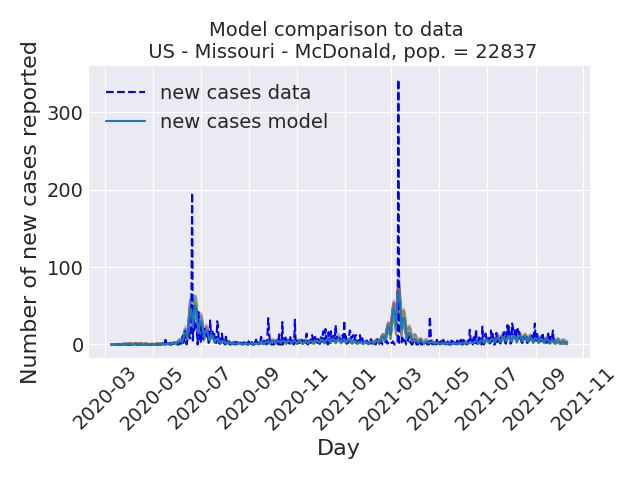 Model comparison to data
US - Missouri - McDonald, pop. = 22837
Number of new cases reported
300
200
100
0
new cases data
new cases model
2020-03
2020-05
2020-07
2020-09
2020-11
2021-01
2021-03
2021-05
2021-07
2021-09
2021-11
Day